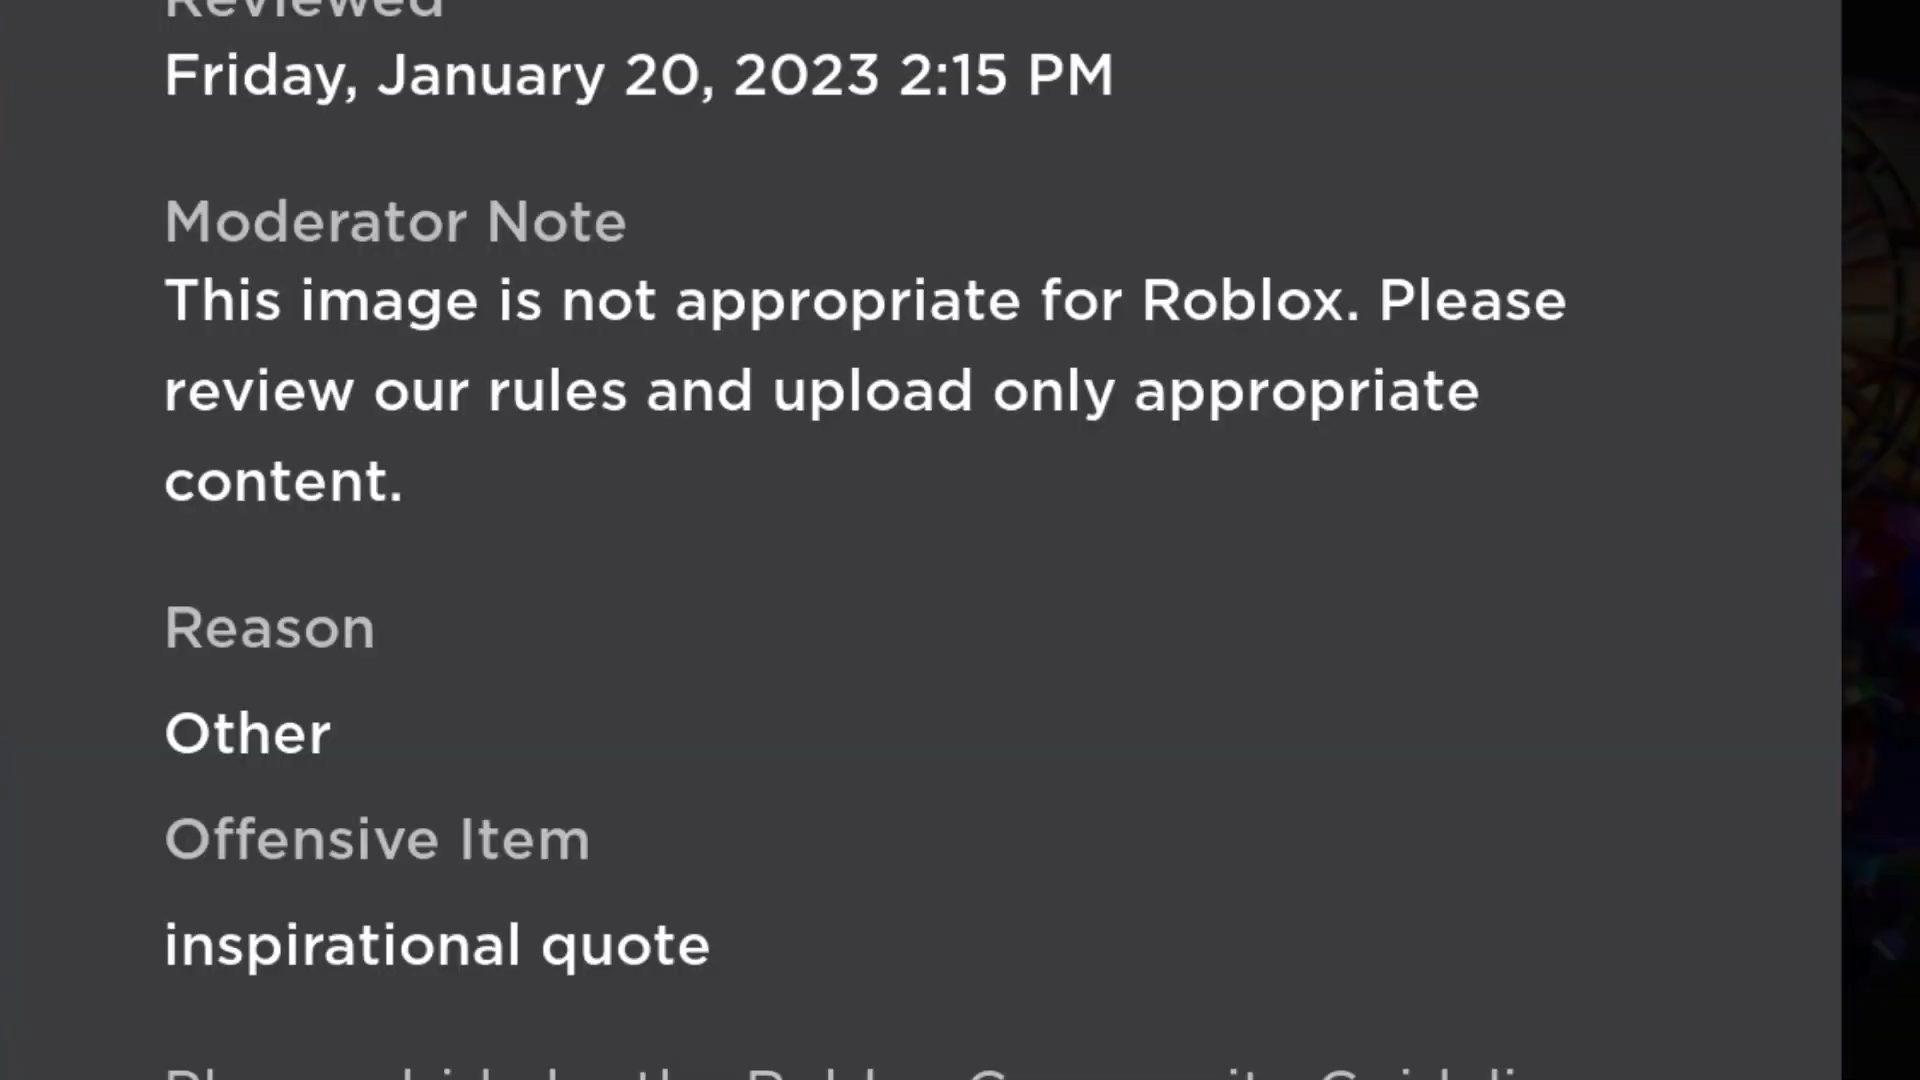 Reviewed
Friday, January 20, 2023 2:15 PM
Moderator Note
This image is not appropriate for Roblox. Please
review our rules and upload only appropriate
content.
Reason
Other
Offensive Item
inspirational quote